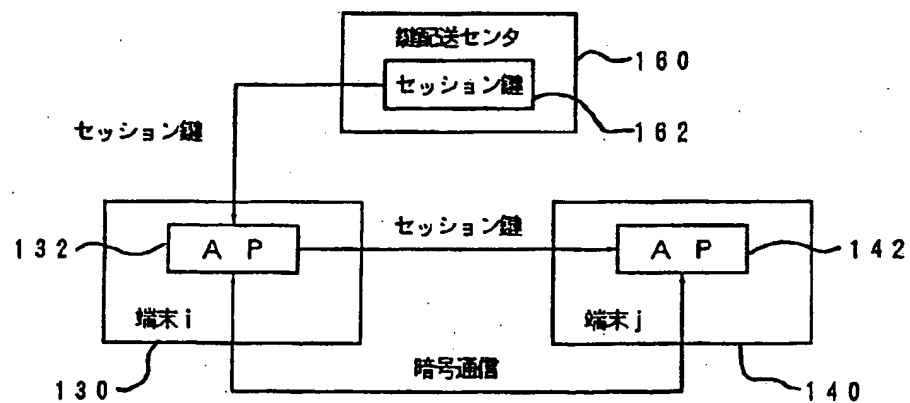 鍵配送センタ
160
セッション鍵
162
セッション鍵
セッション鍵
132
AP
AP
142
端末i
端末j
130
暗号通信
140